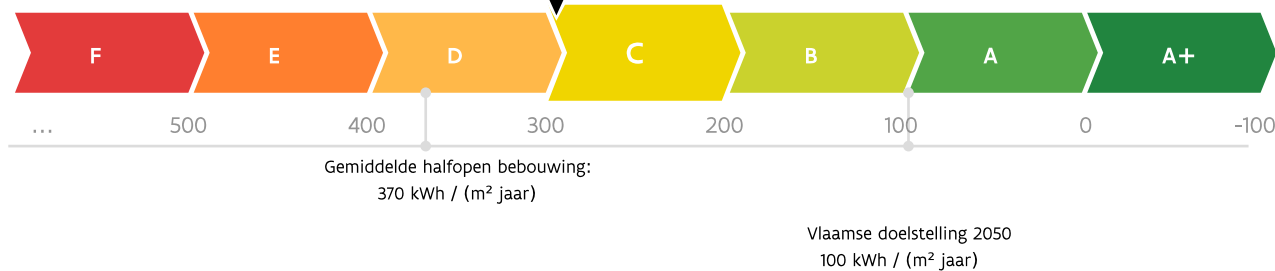 F E D C B A A+
... 500 400 300 200 100 0 -100
Gemiddelde halfopen bebouwing:
370 kWh / (m² jaar)
Vlaamse doelstelling 2050
100 kWh / (m² jaar)